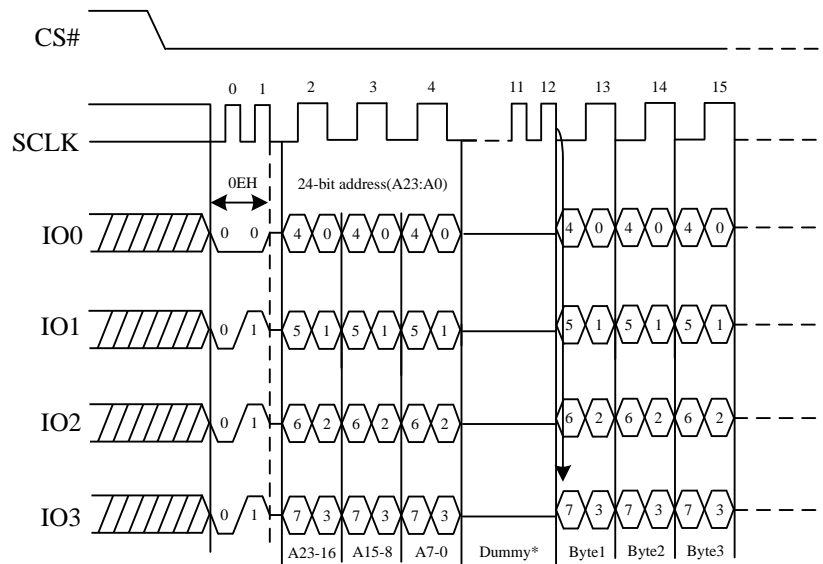 CS#
0 1 2 3 4 11 12 13 14 15
SCLK
0EH 24-bit address(A23:A0)
IO0 0 0 4 0 4 0 4 0 4 0 4 0 4 0
IO1 0 1 5 1 5 1 5 1 5 1 5 1 5 1
IO2 0 1 6 2 6 2 6 2 6 2 6 2 6 2
IO3 0 1 7 3 7 3 7 3 7 3 7 3 7 3
A23-16 A15-8 A7-0 Dummy* Byte1 Byte2 Byte3